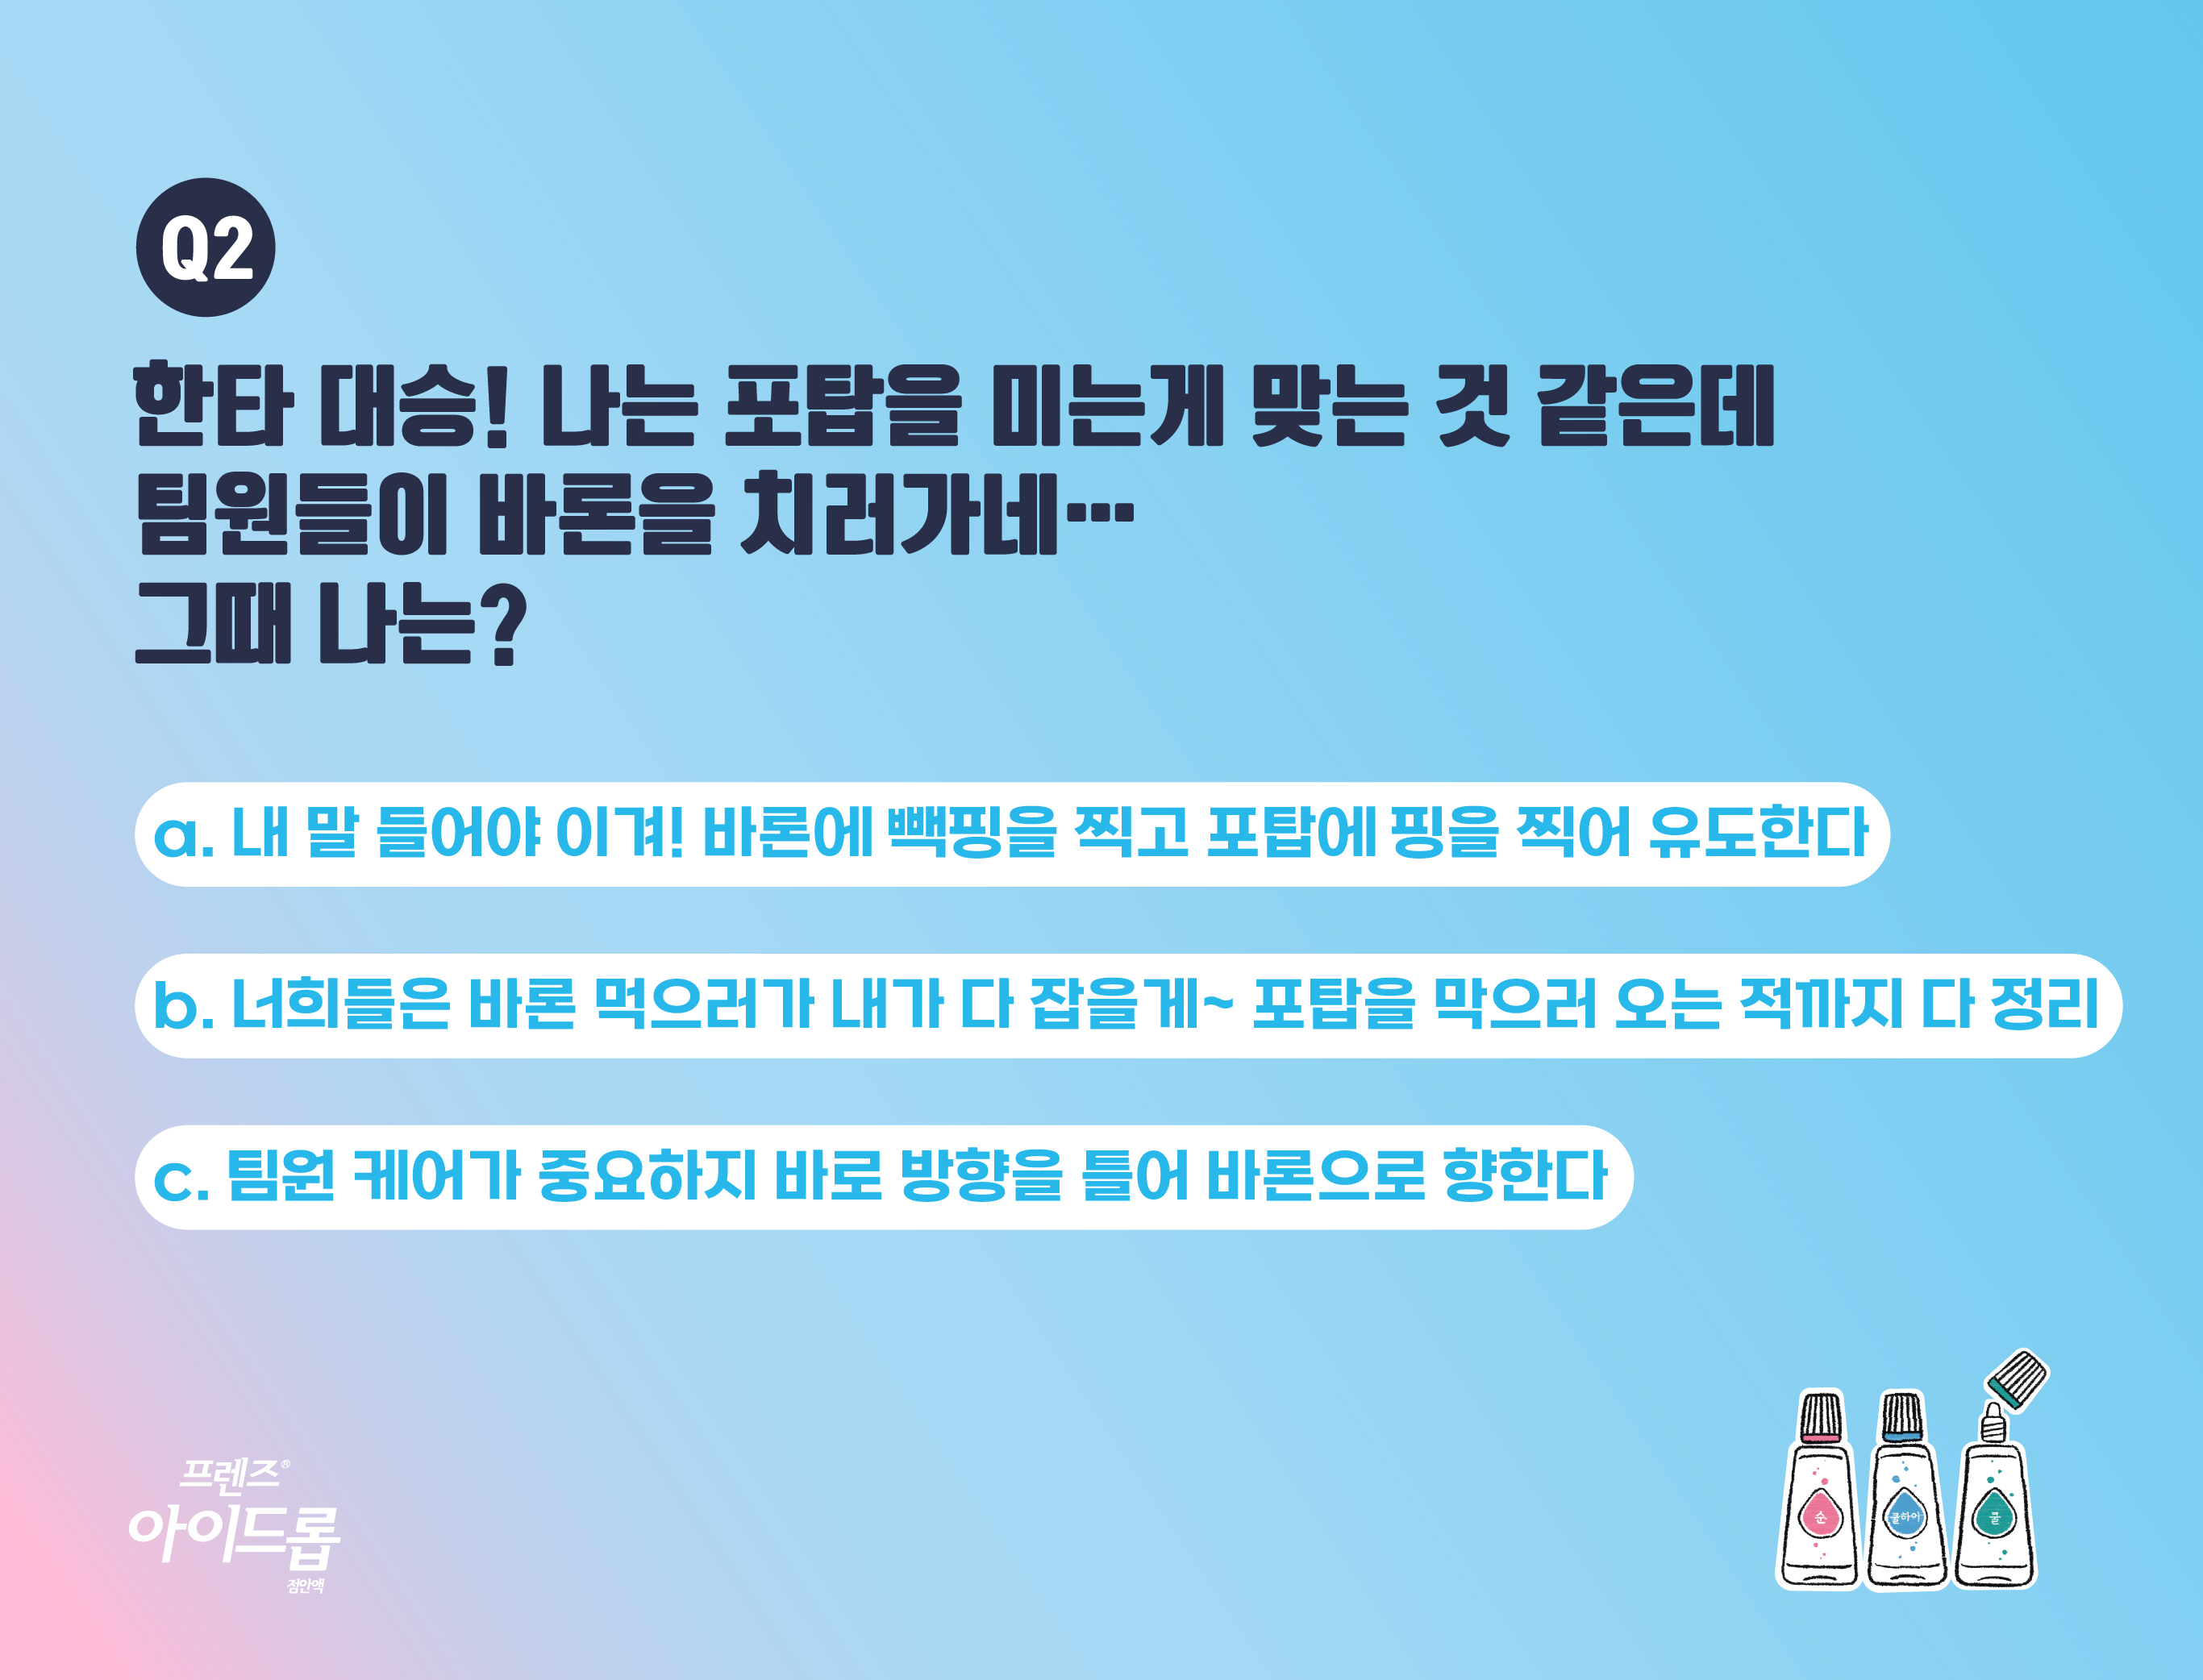 Q2
한타 대승! 나는 포탑을 미는게 맞는 것 같은데
팀원들이 바론을 치러가네…
그때 나는?
a. 내 말 들어야 이겨! 바론에 백핑을 찍고 포탑에 핑을 찍어 유도한다
b. 너희들은 바론 먹으러가 내가 다 잡을게~ 포탑을 막으러 오는 적까지 다 정리
c. 팀원 케어가 중요하지 바로 방향을 틀어 바론으로 향한다
프렌즈®
아이드롭
점안액
순
쿨하이
쿨